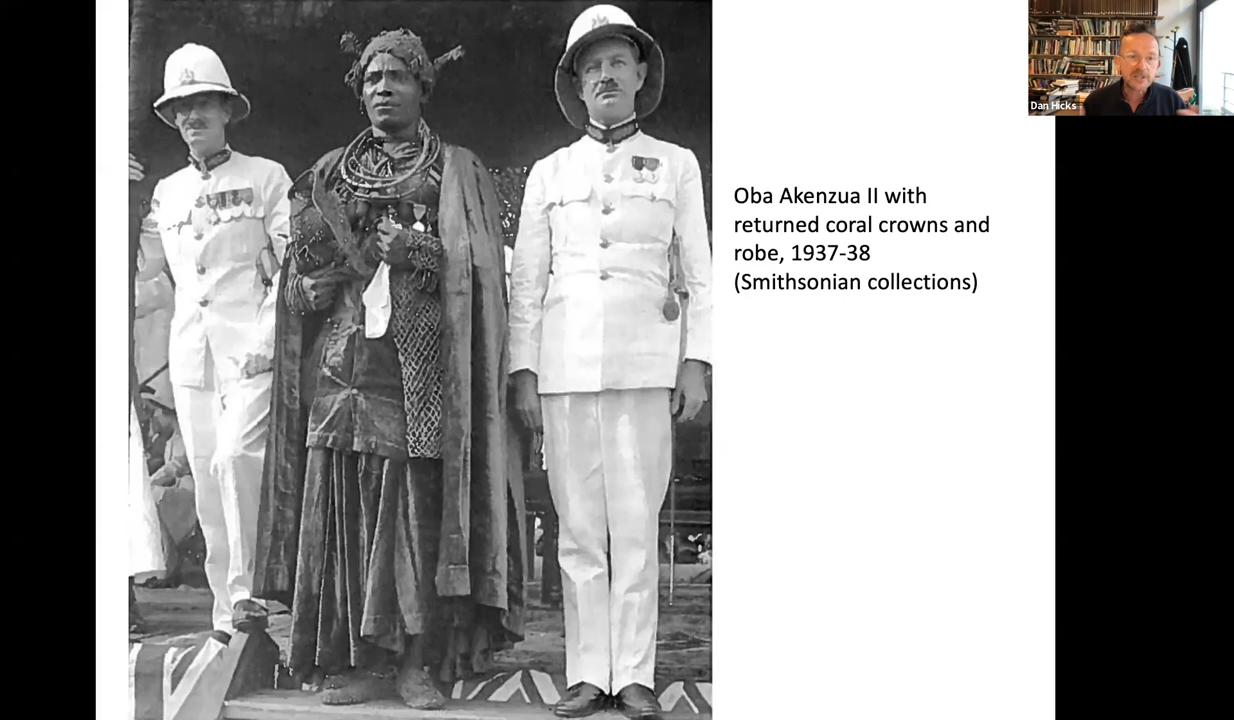 Dan Hicks
Oba Akenzua II with
returned coral crowns and
robe, 1937-38
(Smithsonian collections)